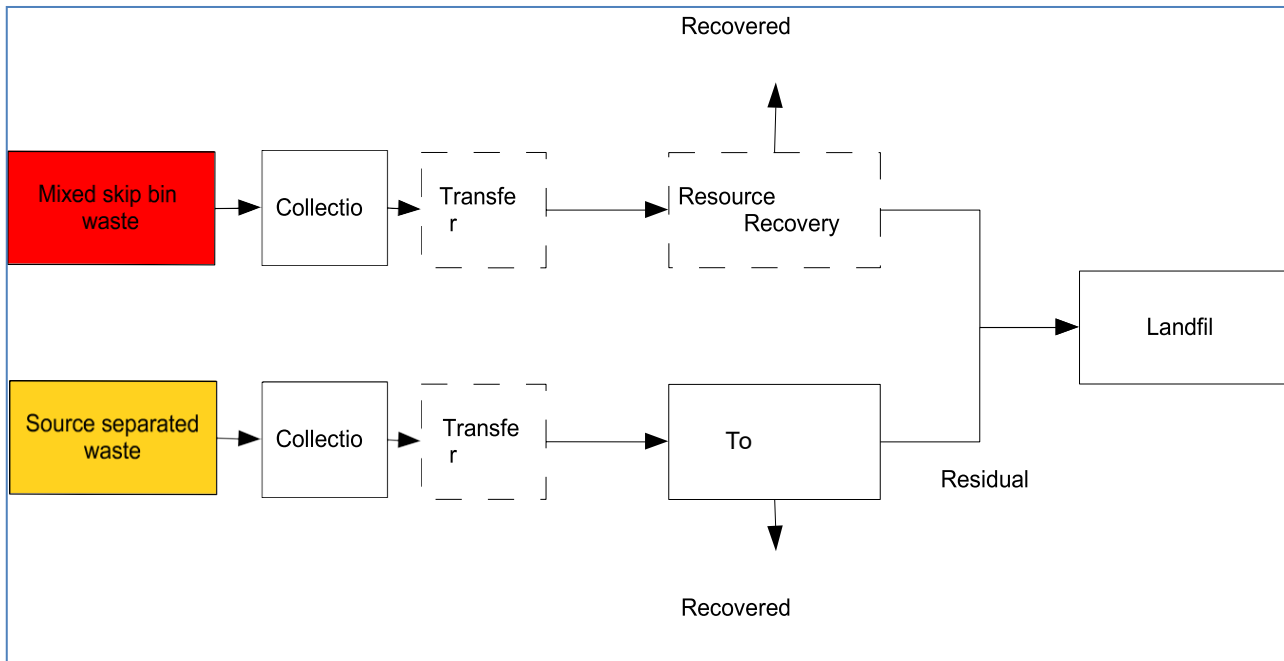 Recovered
Mixed skip bin
waste
Collectio
Transfe
r
Resource
Recovery
Landfil
Source separated
waste
Collectio
Transfe
r
To
Residual
Recovered